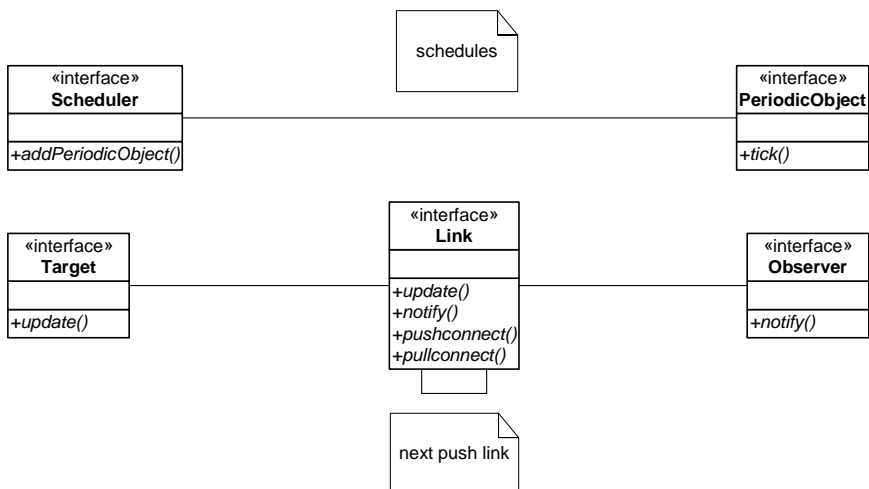 schedules
«interface»
Scheduler
+addPeriodicObject()
«interface»
PeriodicObject
+tick()
«interface»
Target
+update()
«interface»
Link
+update()
+notify()
+pushconnect()
+pullconnect()
«interface»
Observer
+notify()
next push link